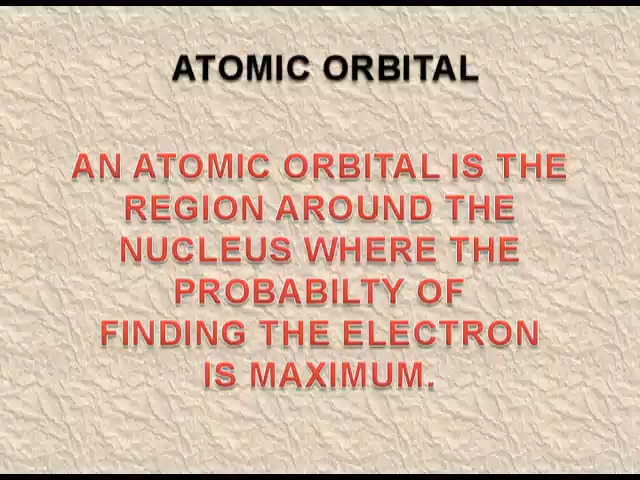 ATOMIC ORBITAL
AN ATOMIC ORBITAL IS THE
REGION AROUND THE
NUCLEUS WHERE THE
PROBABILTY OF
FINDING THE ELECTRON
IS MAXIMUM.